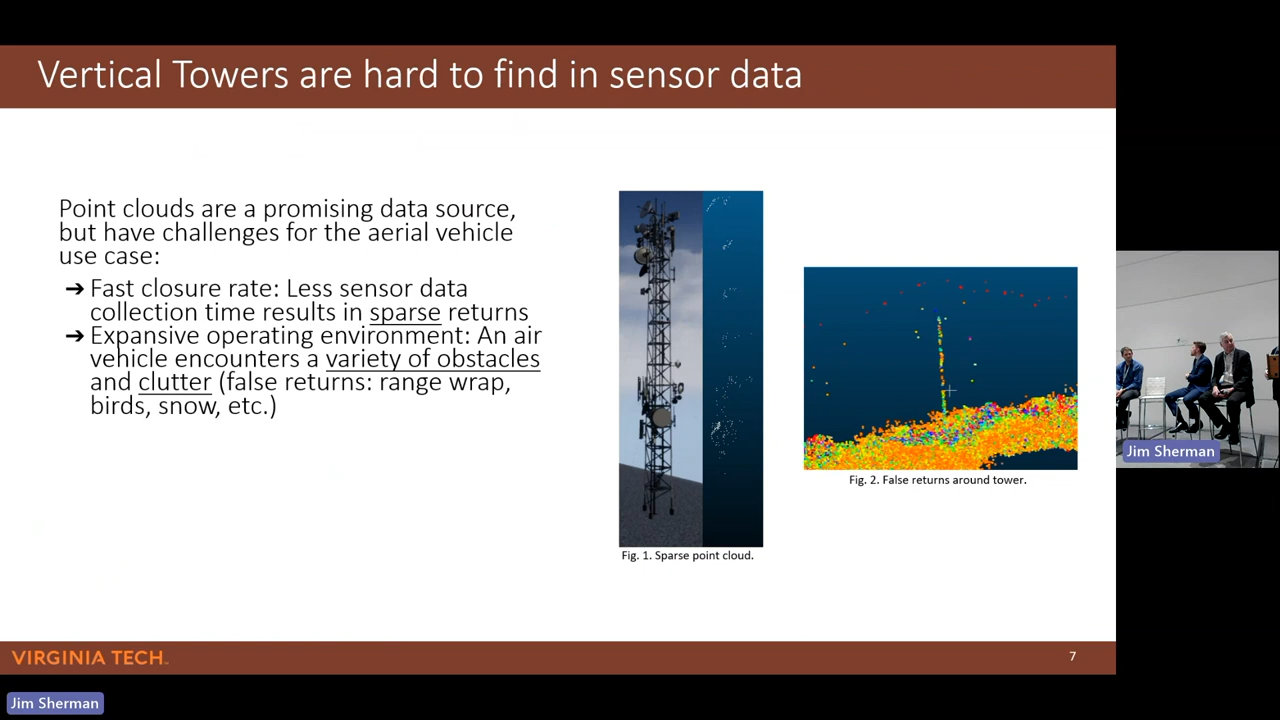 Vertical Towers are hard to find in sensor data
Point clouds are a promising data source,
but have challenges for the aerial vehicle
use case:
➔ Fast closure rate: Less sensor data
collection time results in sparse returns
➔ Expansive operating environment: An air
vehicle encounters a variety of obstacles
and clutter (false returns: range wrap,
birds, snow, etc.)
Fig. 1. Sparse point cloud.
Fig. 2. False returns around tower.
Jim Sherman
VIRGINIA TECH.
7
Jim Sherman